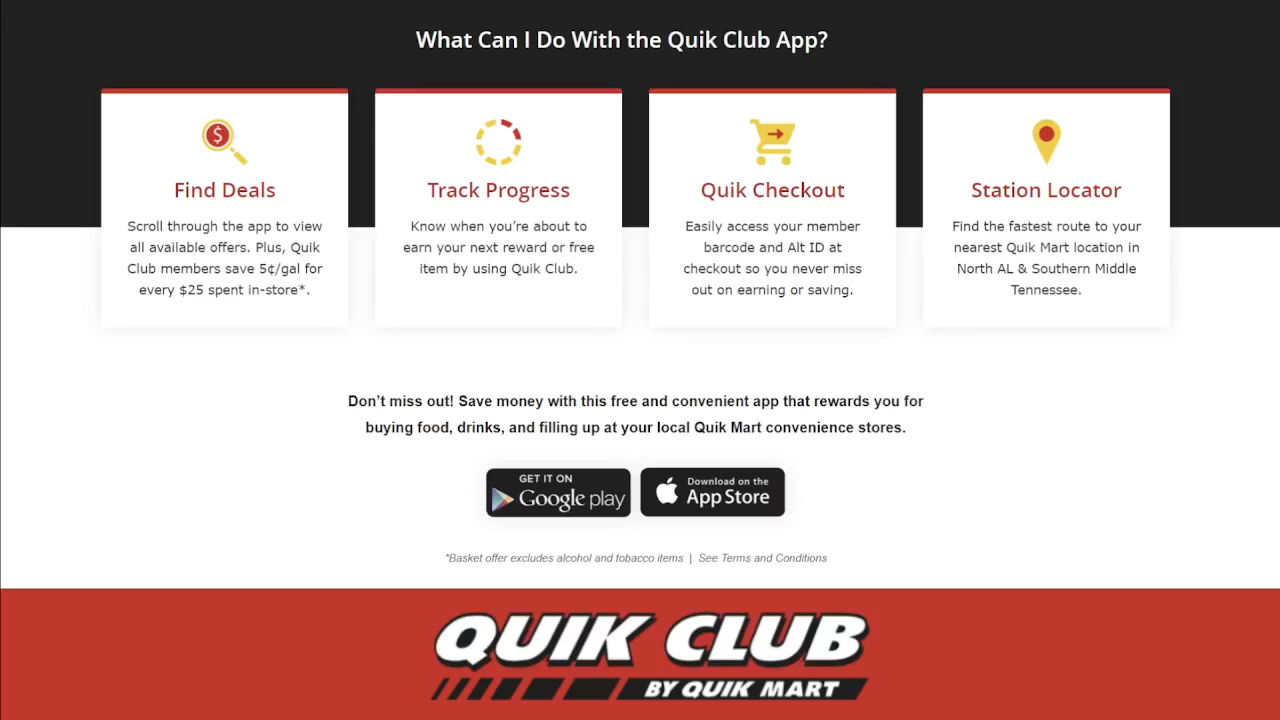 What Can I Do With the Quik Club App?
$
Find Deals
Scroll through the app to view
all available offers. Plus, Quik
Club members save 5¢/gal for
every $25 spent in-store*.
Track Progress
Know when you’re about to
earn your next reward or free
item by using Quik Club.
Quik Checkout
Easily access your member
barcode and Alt ID at
checkout so you never miss
out on earning or saving.
Station Locator
Find the fastest route to your
nearest Quik Mart location in
North AL & Southern Middle
Tennessee.
Don’t miss out! Save money with this free and convenient app that rewards you for
buying food, drinks, and filling up at your local Quik Mart convenience stores.
GET IT ON
Google play
Download on the
App Store
*Basket offer excludes alcohol and tobacco items | See Terms and Conditions
QUIK CLUB
BY QUIK MART